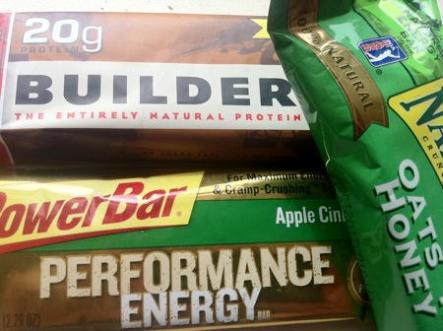 20g
PROTEIN
BUILDER
THE ENTIRELY NATURAL PROTEIN
PowerBar
For Maximum
& Cramp-Crushing
Apple Cin
PERFORMANCE
ENERGY BAR
NATURAL
OATS
HONEY